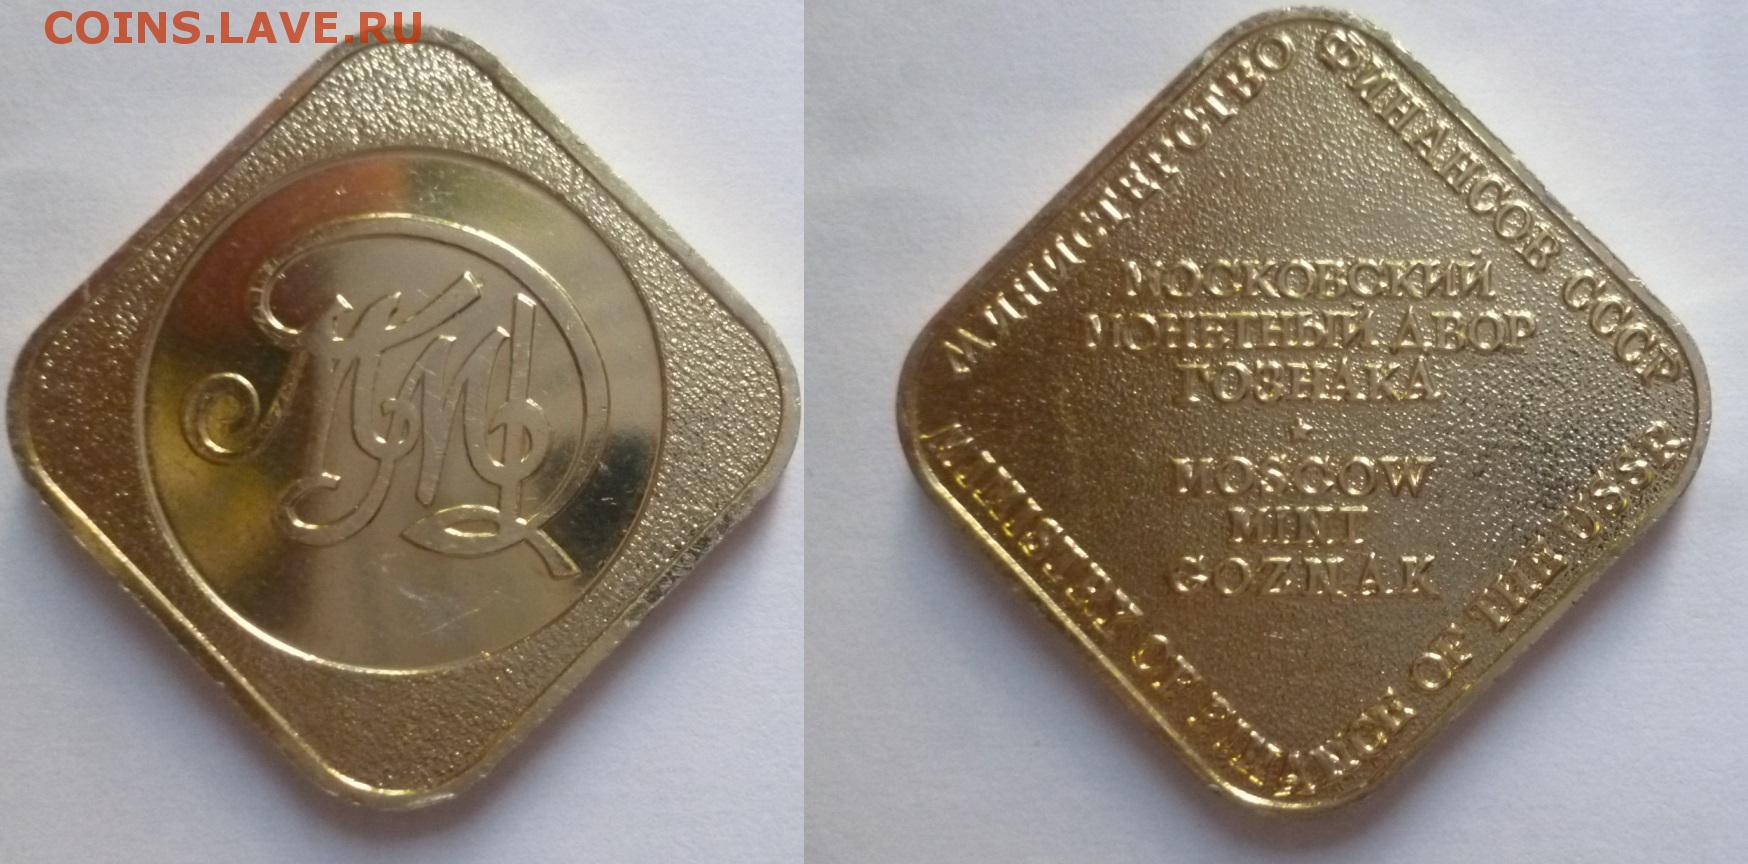 COINS.LAVE.RU
МИНИСТЕРСТВО ФИНАНСОВ СССР
МОСКОВСКИЙ
МОНЕТНЫЙ ДВОР
ГОЗНАКА
MOSCOW
MINT
GOZNAK
MINISTRY OF FINANCE OF THE USSR